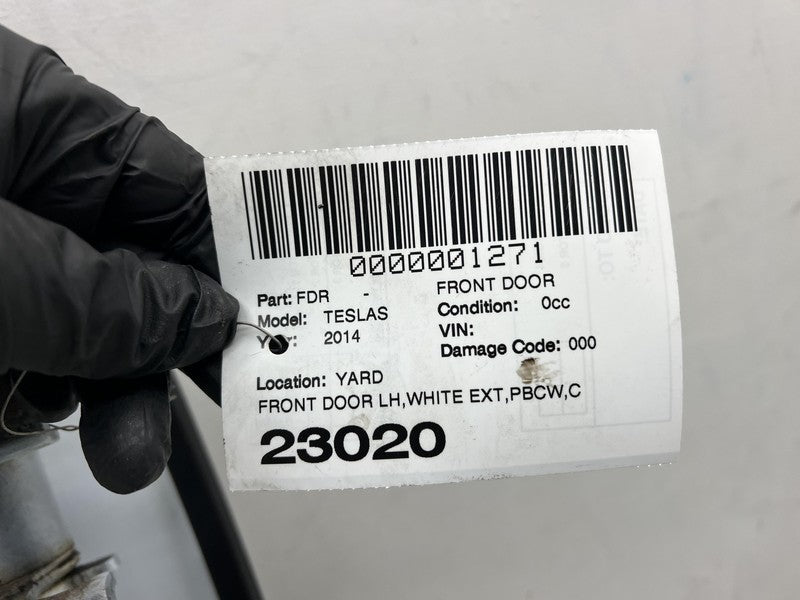 0000001271
Part: FDR - FRONT DOOR
Model: TESLAS Condition: 0cc
Year: 2014 VIN:
Damage Code: 000
Location: YARD
FRONT DOOR LH,WHITE EXT,PBCW,C
23020